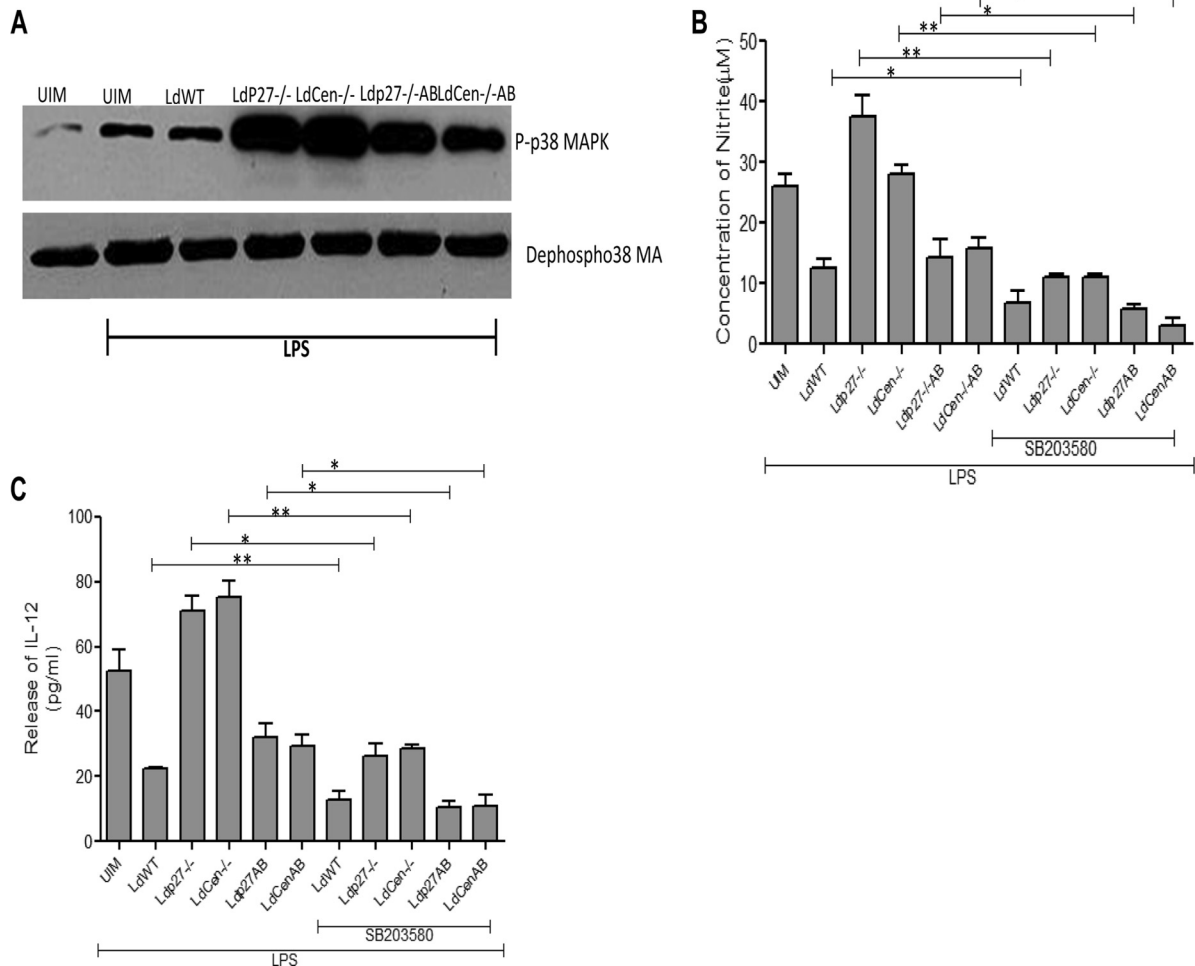 A
UIM UIM LdWT LdP27-/- LdCen-/- Ldp27-/-AB LdCen-/-AB
P-p38 MAPK
Dephospho38 MA
LPS
B
*
**
**
*
Concentration of Nitrite(µM)
50
40
30
20
10
0
UIM LdWT Ldp27-/- LdCen-/- Ldp27-/-AB LdCen-/-AB LdWT Ldp27-/- LdCen-/- Ldp27AB LdCenAB
SB203580
LPS
C
*
*
**
*
**
Release of IL-12
(pg/ml)
100
80
60
40
20
0
UIM LdWT Ldp27-/- LdCen-/- Ldp27AB LdCenAB LdWT Ldp27-/- LdCen-/- Ldp27AB LdCenAB
SB203580
LPS